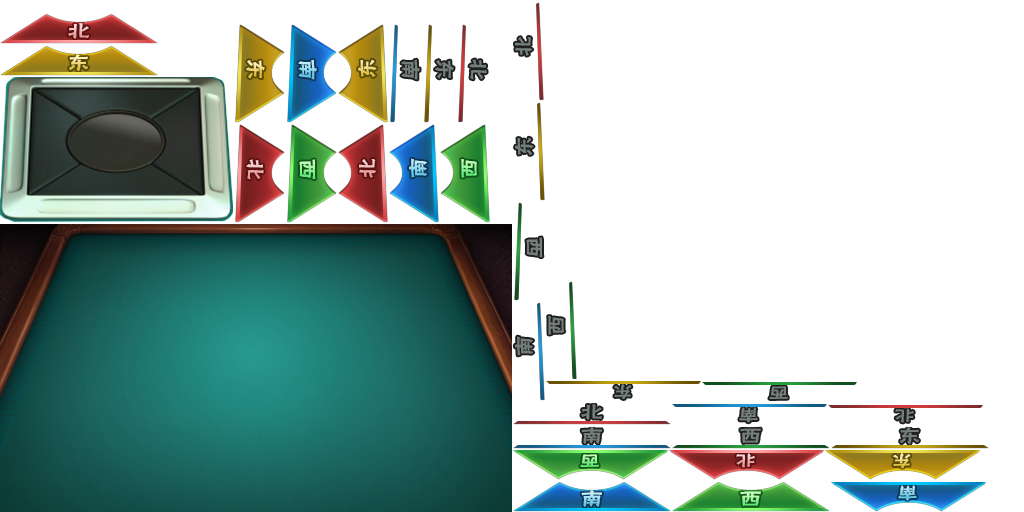 北
东
东 南 东 南 东 北
北 西 北 南 西
北
东
西
南 西
东 西
北 南 北
南 西 东
西 北 东
南 西 南